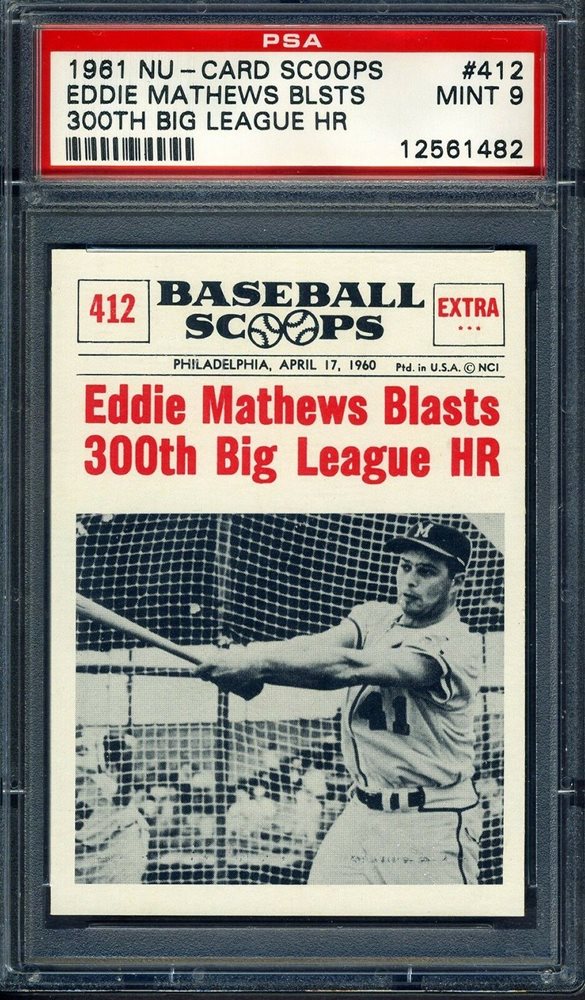 PSA
1961 NU-CARD SCOOPS #412
EDDIE MATHEWS BLSTS MINT 9
300TH BIG LEAGUE HR
12561482
412 BASEBALL EXTRA
SCOOPS ...
PHILADELPHIA, APRIL 17, 1960 Ptd. in U.S.A. © NCI
Eddie Mathews Blasts
300th Big League HR
M
41